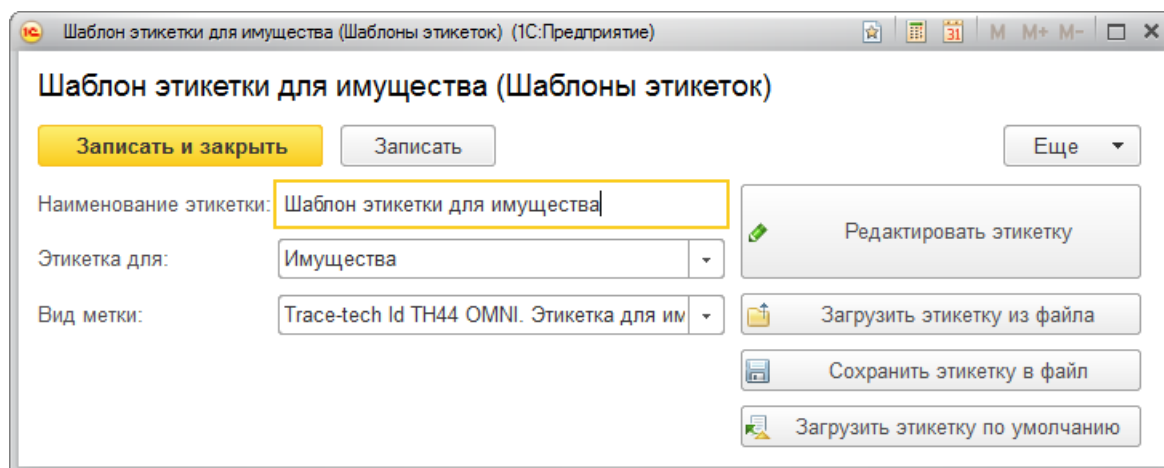 Шаблон этикетки для имущества (Шаблоны этикеток) (1С:Предприятие)
31 M M+ M-
Шаблон этикетки для имущества (Шаблоны этикеток)
Записать и закрыть Записать Еще
Наименование этикетки: Шаблон этикетки для имущества
Редактировать этикетку
Этикетка для: Имущества
Вид метки: Trace-tech Id TH44 OMNI. Этикетка для им
Загрузить этикетку из файла
Сохранить этикетку в файл
Загрузить этикетку по умолчанию